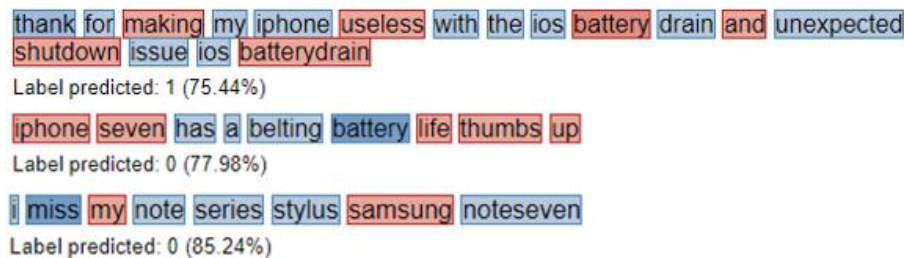 thank for making my iphone useless with the ios battery drain and unexpected
shutdown issue ios batterydrain
Label predicted: 1 (75.44%)
iphone seven has a belting battery life thumbs up
Label predicted: 0 (77.98%)
i miss my note series stylus samsung noteseven
Label predicted: 0 (85.24%)